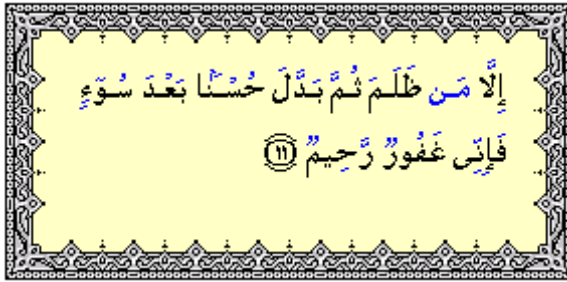 إِلَّا مَن ظَلَمَ ثُمَّ بَدَّلَ حُسْنًۢا بَعْدَ سُوٓءٍ
فَإِنِّى غَفُورٌ رَّحِيمٌ ﴿١١﴾